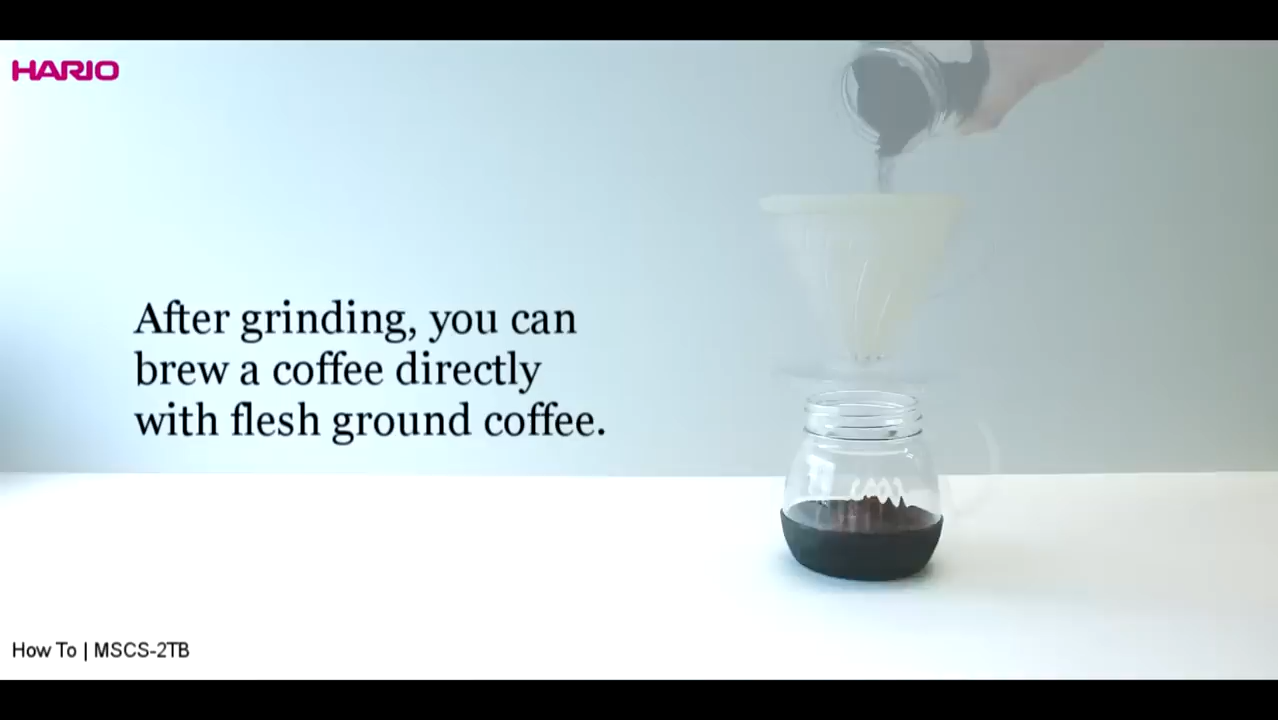 HARIO
After grinding, you can
brew a coffee directly
with flesh ground coffee.
How To | MSCS-2TB